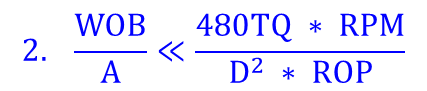 2. WOB/A ≪ 480TQ * RPM/D² * ROP